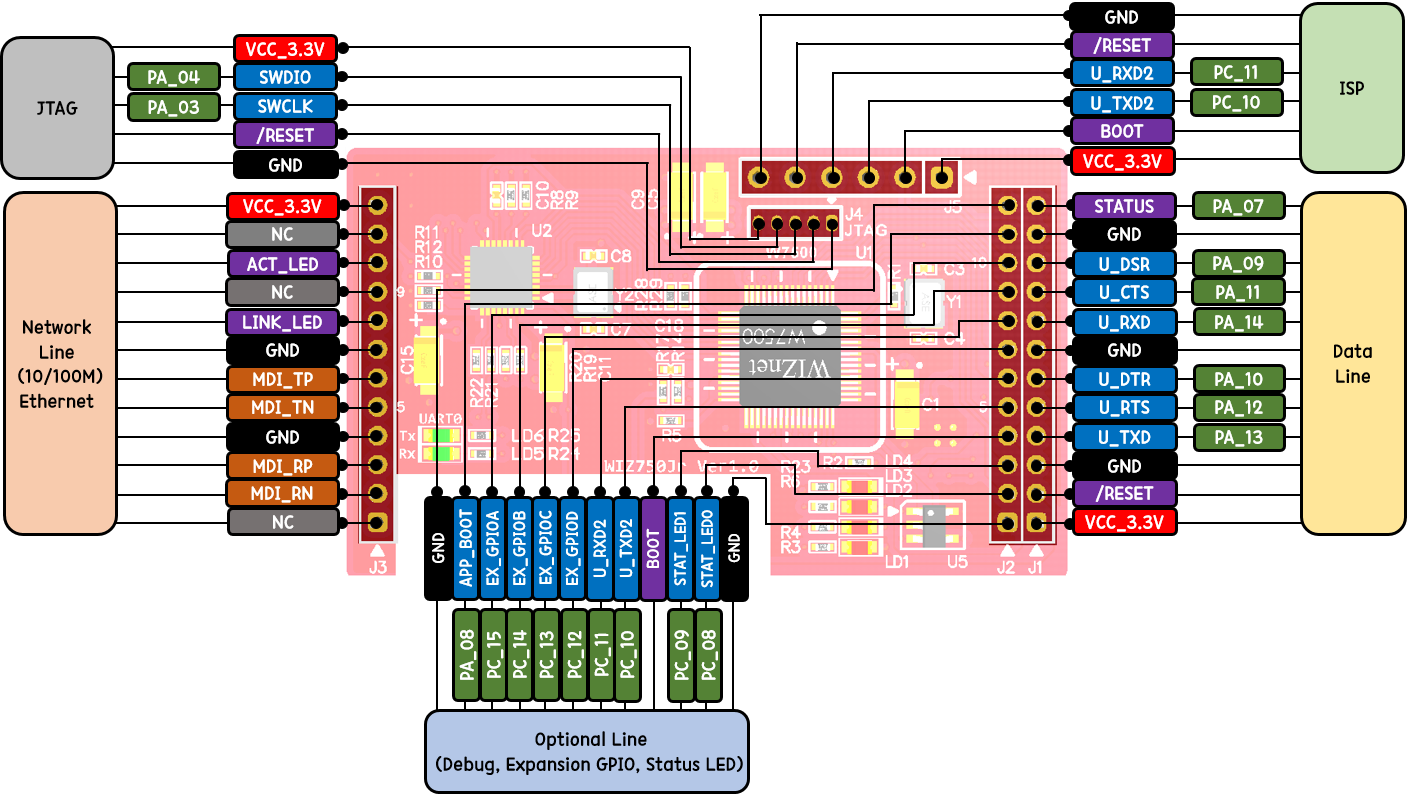 JTAG
VCC_3.3V
PA_04 SWDIO
PA_03 SWCLK
/RESET
GND
GND
/RESET
U_RXD2 PC_11
U_TXD2 PC_10
BOOT
VCC_3.3V
ISP
Network
Line
(10/100M)
Ethernet
VCC_3.3V
NC
ACT_LED
NC
LINK_LED
GND
MDI_TP
MDI_TN
GND
MDI_RP
MDI_RN
NC
STATUS PA_07
GND
U_DSR PA_09
U_CTS PA_11
U_RXD PA_14
GND
U_DTR PA_10
U_RTS PA_12
U_TXD PA_13
GND
/RESET
VCC_3.3V
Data
Line
C10
R8
R9
C9
C5
J5
J4
JTAG
W7500
U1
R11
R12
R10
U2
C8
Y2
C7
R28
R29
C3
Y1
C4
10
9
5
5
C15
R22
R21
R20
R19
C11
C18
R17
R14
R5
C1
W7500
WIZnet
UART0
Tx
Rx
LD6 R25
LD5 R24
WIZ750Jr Ver1.0
R23
R6
R4
R3
LD4
LD3
LD2
LD1
U5
J3
J2
J1
GND
APP_BOOT
EX_GPIOA
EX_GPIOB
EX_GPIOC
EX_GPIOD
U_RXD2
U_TXD2
BOOT
STAT_LED1
STAT_LED0
GND
PA_08
PC_15
PC_14
PC_13
PC_12
PC_11
PC_10
PC_09
PC_08
Optional Line
(Debug, Expansion GPIO, Status LED)